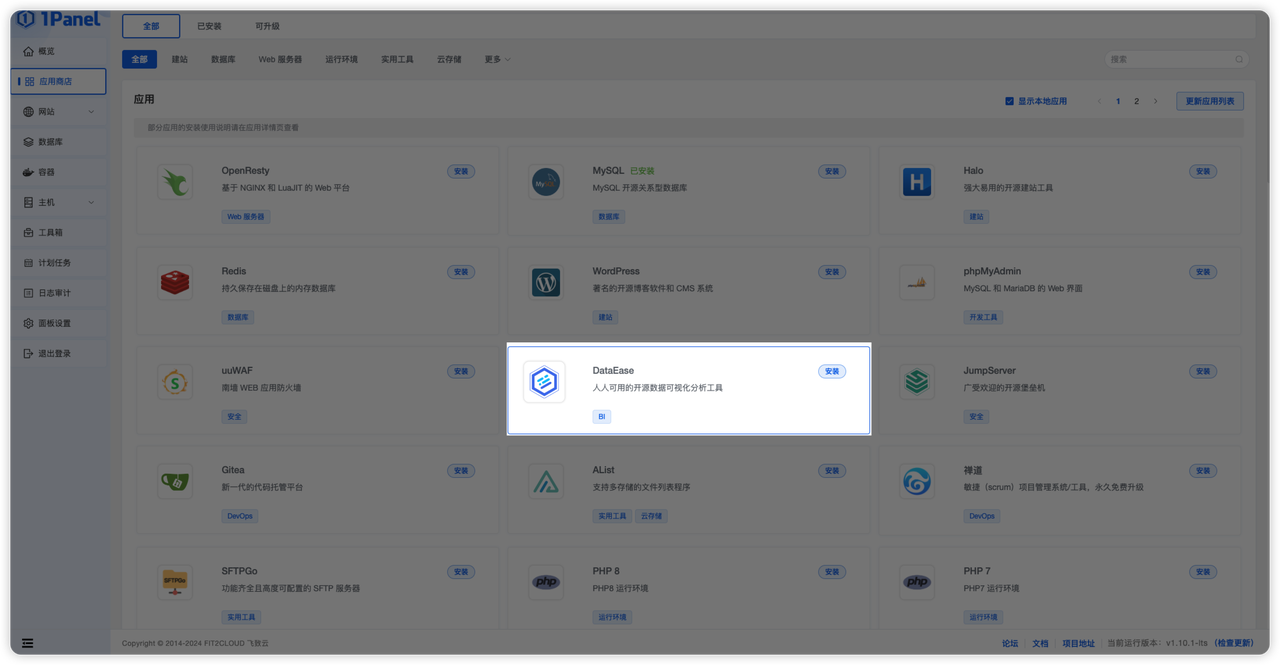 1Panel
概览
应用商店
网站
数据库
容器
主机
工具箱
计划任务
日志审计
面板设置
退出登录
全部 已安装 可升级
全部 建站 数据库 Web 服务器 运行环境 实用工具 云存储 更多 搜索
应用 显示本地应用 1 2 更新应用列表
部分应用的安装使用说明请在应用详情页查看
OpenResty 安装
基于 NGINX 和 LuaJIT 的 Web 平台
Web 服务器
MySQL 已安装 安装
MySQL 开源关系型数据库
数据库
Halo 安装
强大易用的开源建站工具
建站
Redis 安装
持久保存在磁盘上的内存数据库
数据库
WordPress 安装
著名的开源博客软件和 CMS 系统
建站
phpMyAdmin 安装
MySQL 和 MariaDB 的 Web 界面
开发工具
uuWAF 安装
南墙 WEB 应用防火墙
安全
DataEase 安装
人人可用的开源数据可视化分析工具
BI
JumpServer 安装
广受欢迎的开源堡垒机
安全
Gitea 安装
新一代的代码托管平台
DevOps
AList 安装
支持多存储的文件列表程序
实用工具 云存储
禅道 安装
敏捷（scrum）项目管理系统/工具，永久免费升级
DevOps
SFTPGo
SFTPGo 安装
功能齐全且高度可配置的 SFTP 服务器
实用工具
php
PHP 8 安装
PHP8 运行环境
运行环境
php
PHP 7 安装
PHP7 运行环境
运行环境
Copyright © 2014-2024 FIT2CLOUD 飞致云
论坛 文档 项目地址 当前运行版本： v1.10.1-lts (检查更新)